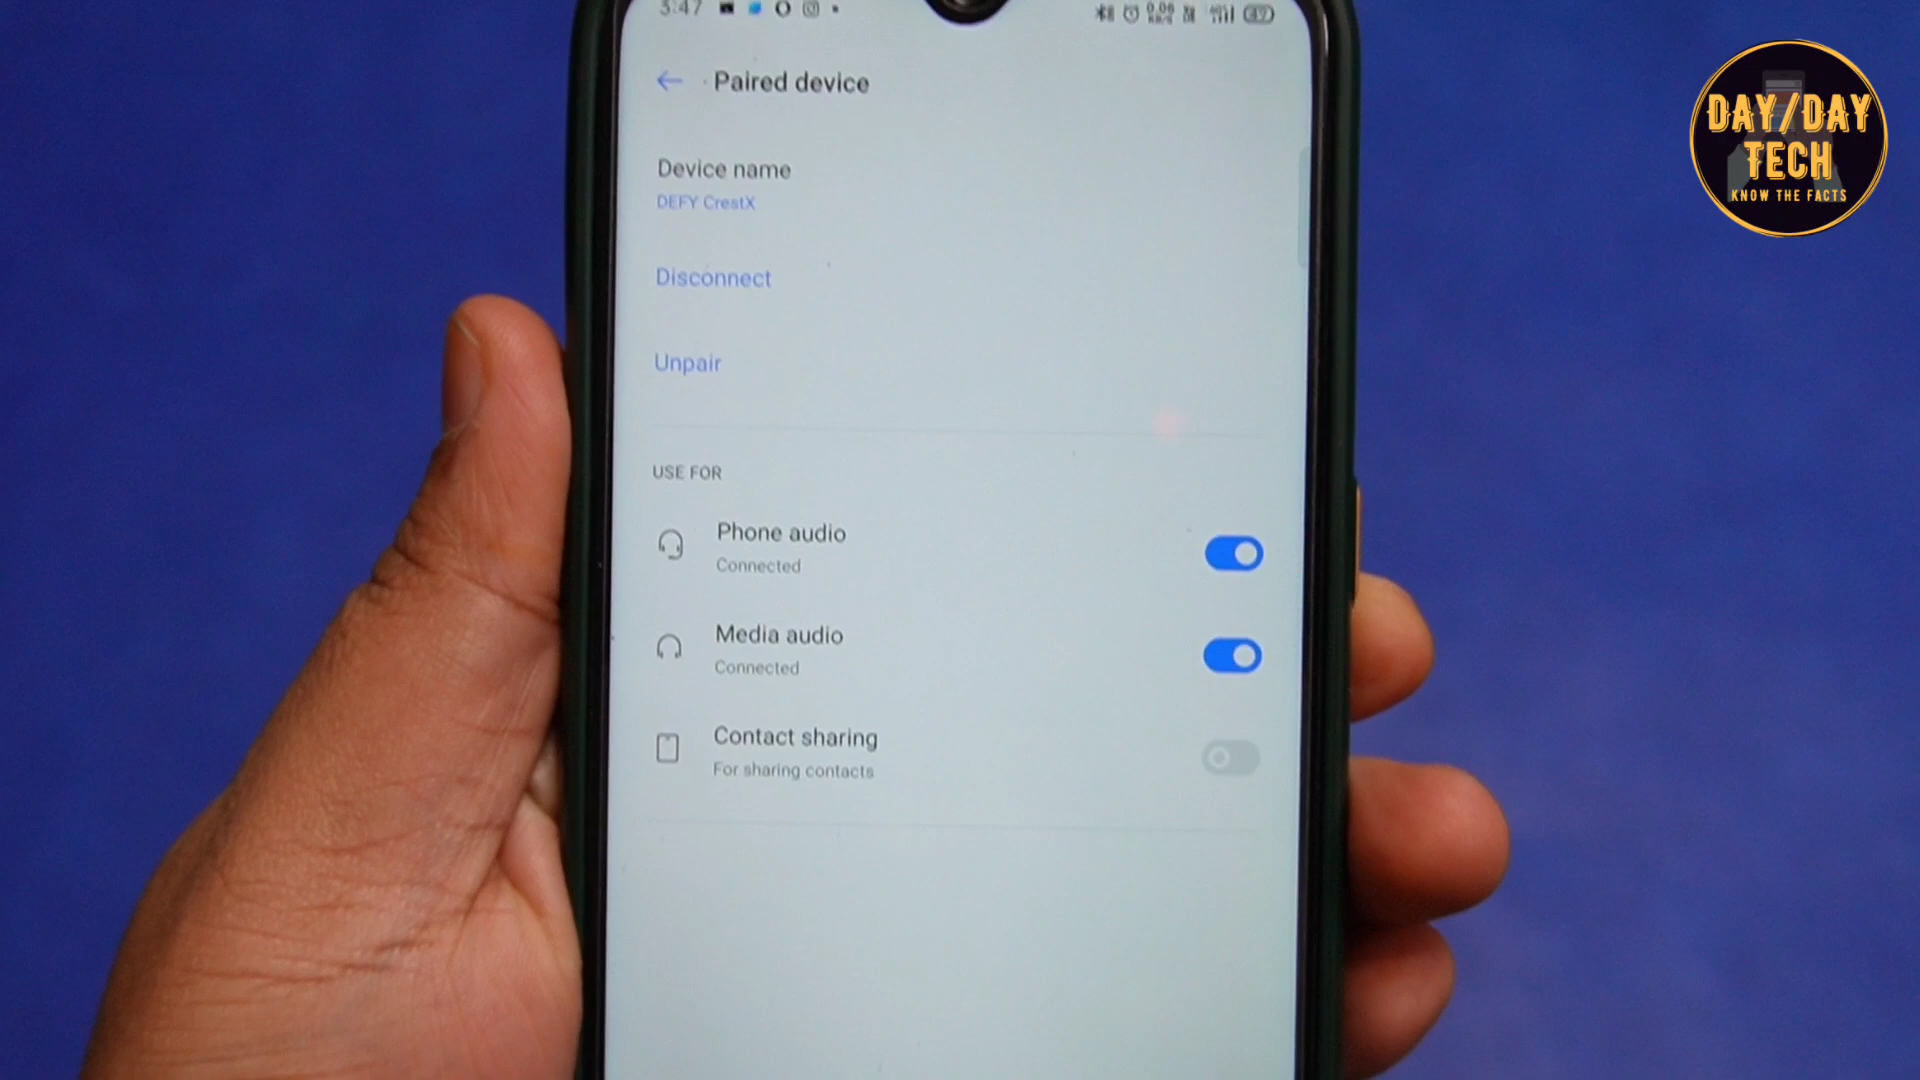 3:47
Paired device
Device name
DEFY CrestX
Disconnect
Unpair
USE FOR
Phone audio
Connected
Media audio
Connected
Contact sharing
For sharing contacts
DAY/DAY
TECH
KNOW THE FACTS